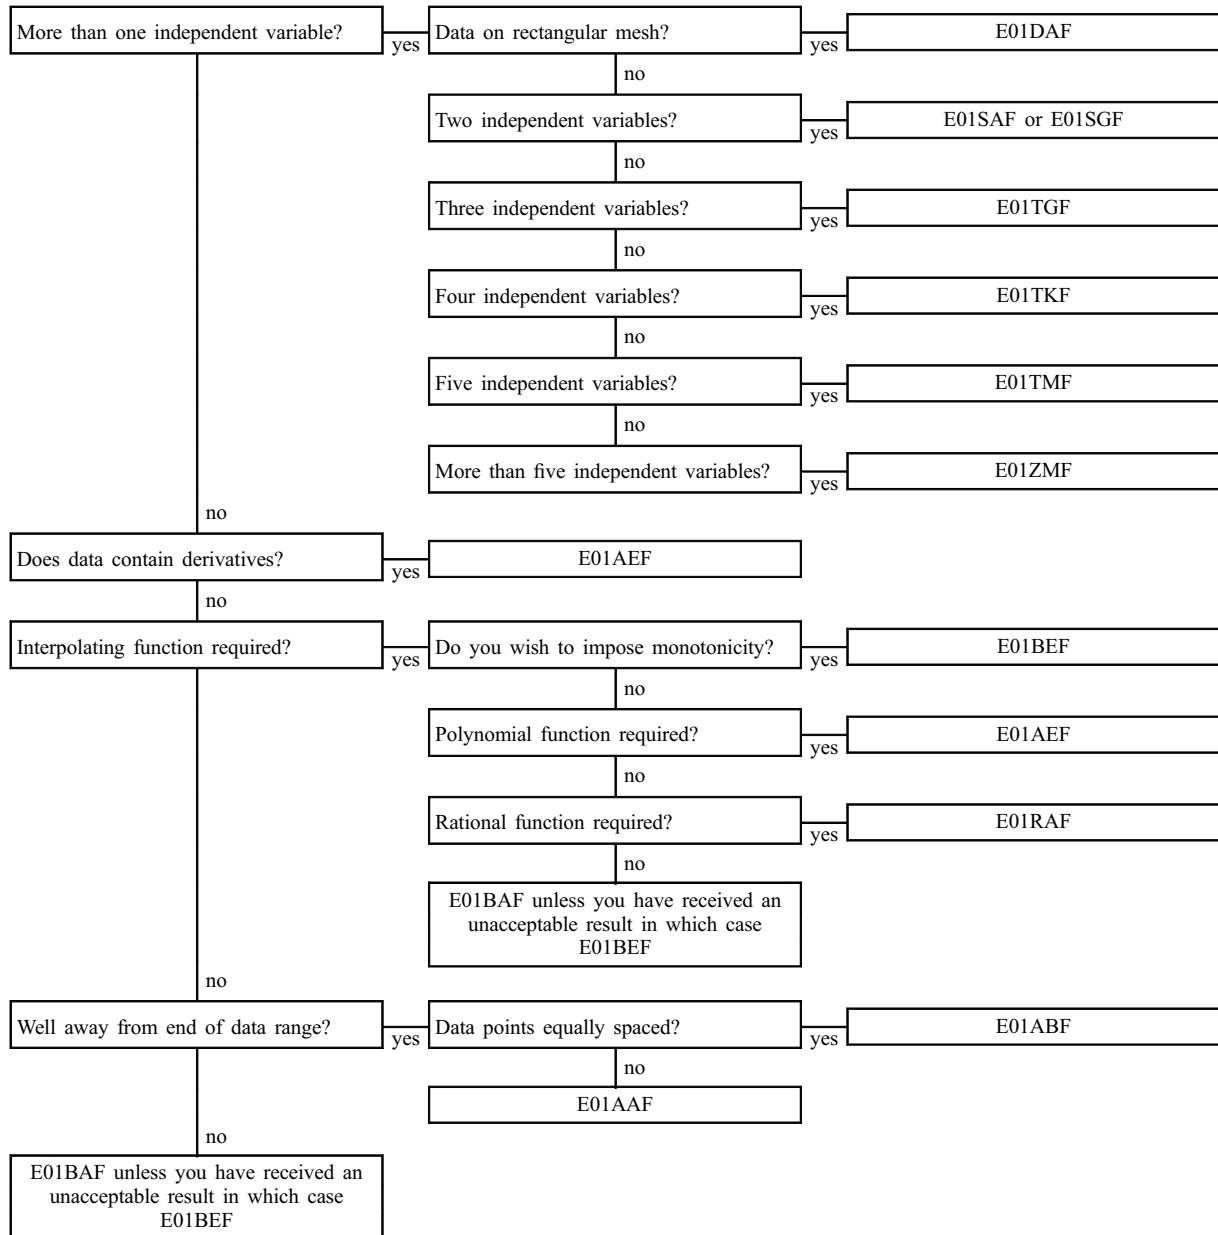 More than one independent variable?
yes
Data on rectangular mesh?
yes
E01DAF
no
Two independent variables?
yes
E01SAF or E01SGF
no
Three independent variables?
yes
E01TGF
no
Four independent variables?
yes
E01TKF
no
Five independent variables?
yes
E01TMF
no
More than five independent variables?
yes
E01ZMF
no
Does data contain derivatives?
yes
E01AEF
no
Interpolating function required?
yes
Do you wish to impose monotonicity?
yes
E01BEF
no
Polynomial function required?
yes
E01AEF
no
Rational function required?
yes
E01RAF
no
E01BAF unless you have received an
unacceptable result in which case
E01BEF
no
Well away from end of data range?
yes
Data points equally spaced?
yes
E01ABF
no
E01AAF
no
E01BAF unless you have received an
unacceptable result in which case
E01BEF